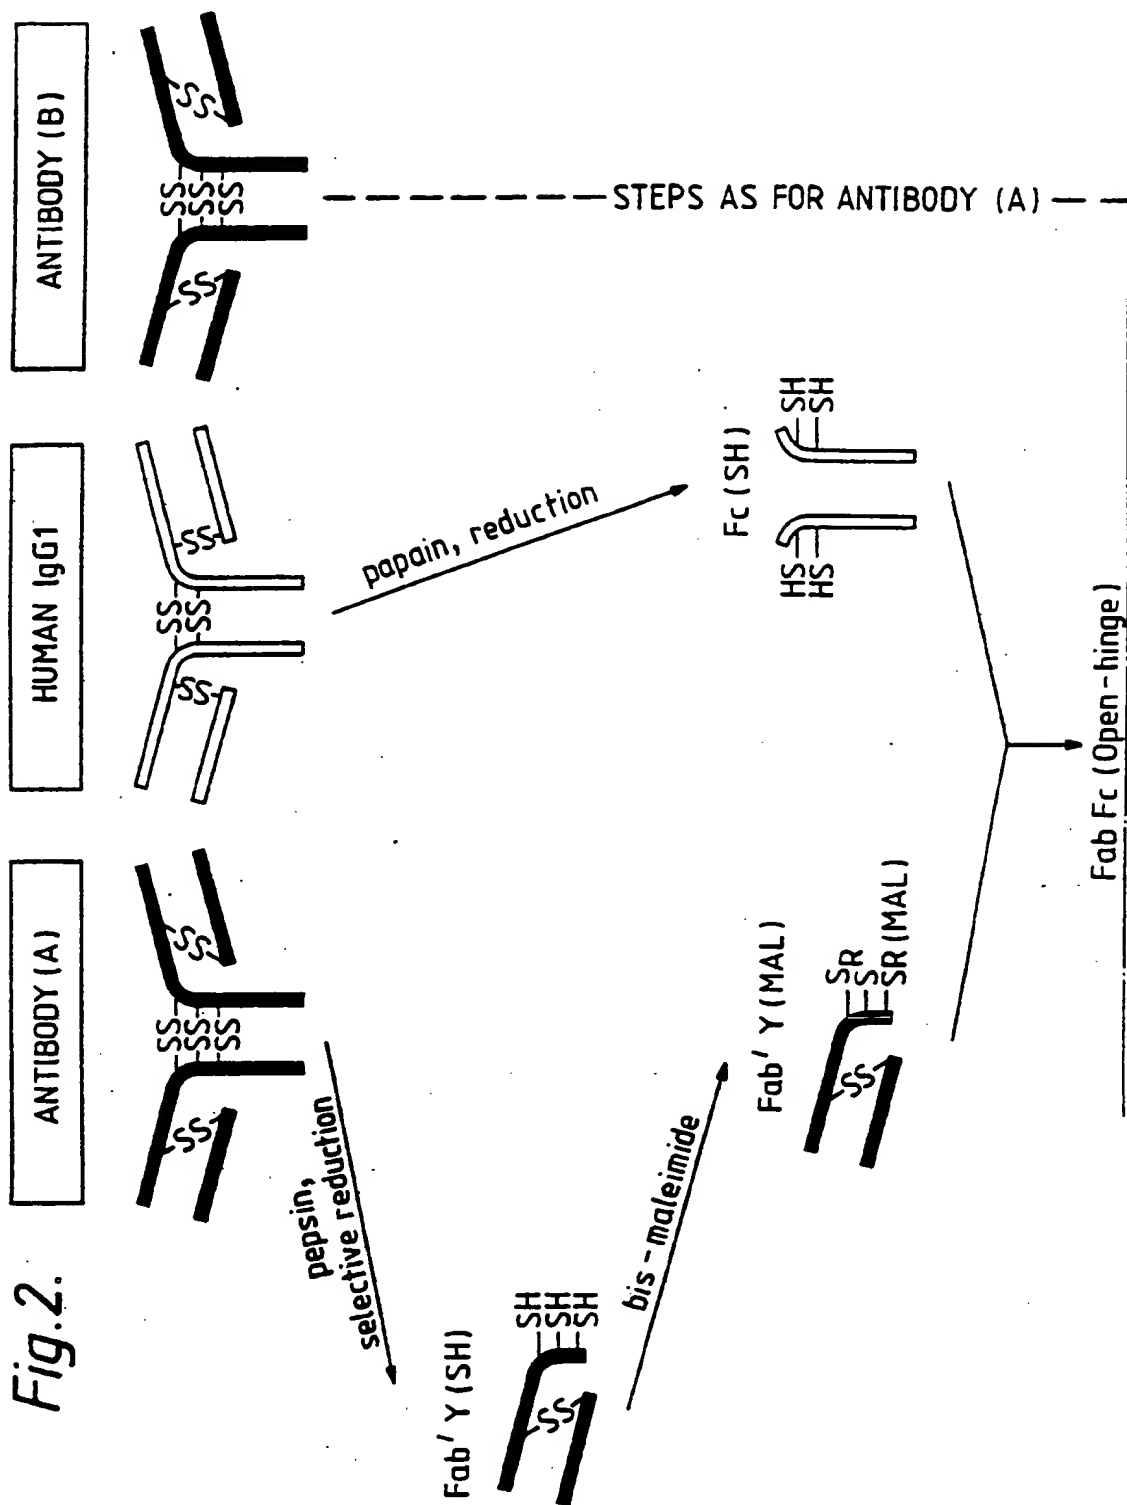 Fig.2.
ANTIBODY (A)
HUMAN IgG1
ANTIBODY (B)
SS
SS
SS
SS
SS
SS
SS
SS
SS
SS
SS
SS
SS
SS
pepsin,
selective reduction
papain, reduction
STEPS AS FOR ANTIBODY (A)
Fab' Y (SH)
SH
SH
SH
SS
bis-maleimide
Fab' Y (MAL)
SR
S
SR (MAL)
SS
Fc (SH)
HS
HS
SH
SH
Fab Fc (Open-hinge)